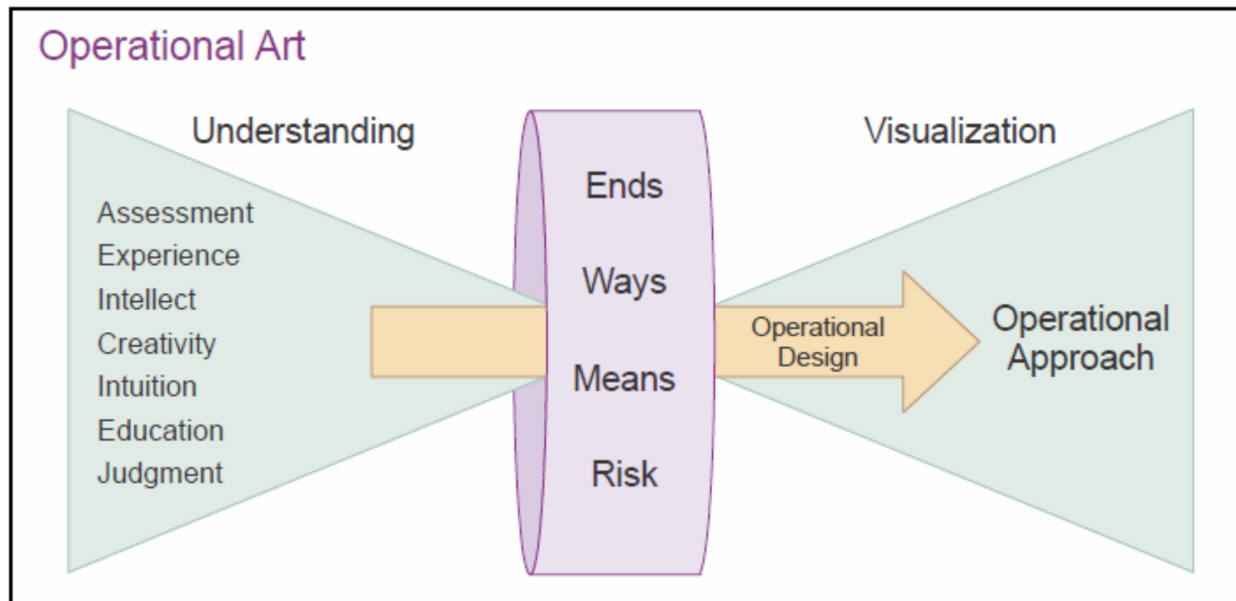 Operational Art
Understanding
Assessment
Experience
Intellect
Creativity
Intuition
Education
Judgment
Ends
Ways
Means
Risk
Visualization
Operational
Design
Operational
Approach